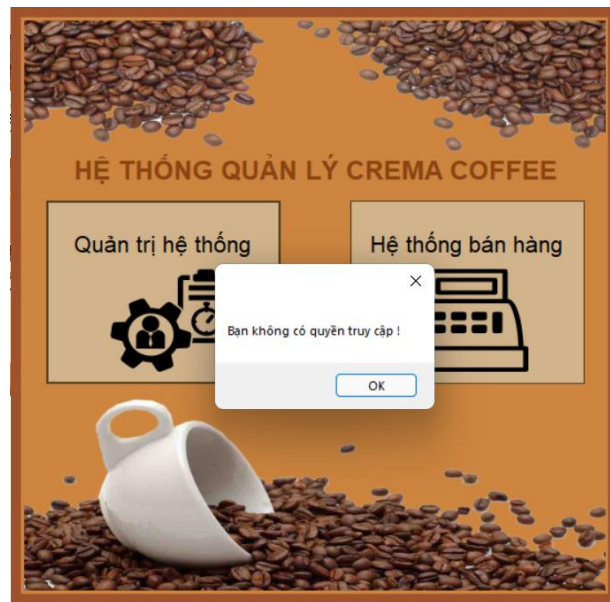 HỆ THỐNG QUẢN LÝ CREMA COFFEE
Quản trị hệ thống
Hệ thống bán hàng
Bạn không có quyền truy cập !
OK